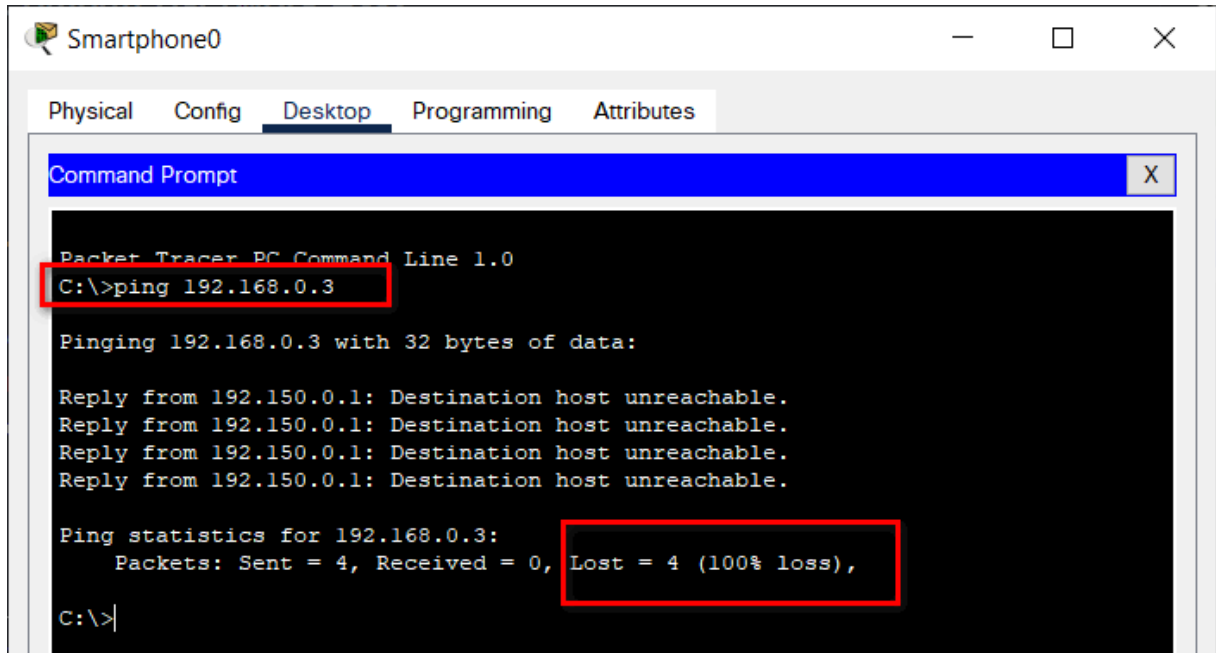 Smartphone0
Physical Config Desktop Programming Attributes
Command Prompt X
Packet Tracer PC Command Line 1.0
C:\>ping 192.168.0.3
Pinging 192.168.0.3 with 32 bytes of data:
Reply from 192.150.0.1: Destination host unreachable.
Reply from 192.150.0.1: Destination host unreachable.
Reply from 192.150.0.1: Destination host unreachable.
Reply from 192.150.0.1: Destination host unreachable.
Ping statistics for 192.168.0.3:
Packets: Sent = 4, Received = 0, Lost = 4 (100% loss),
C:\>